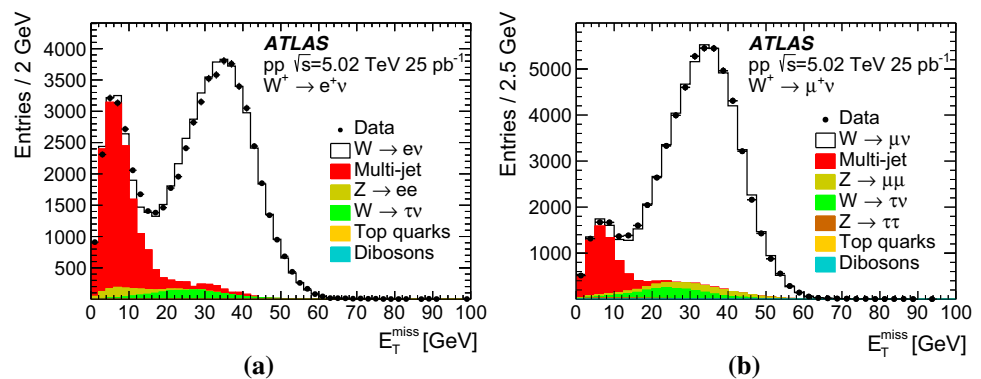 Entries / 2 GeV
4000
3500
3000
2500
2000
1500
1000
500
ATLAS
pp √s=5.02 TeV 25 pb⁻¹
W⁺ → e⁺ν
Data
W → eν
Multi-jet
Z → ee
W → τν
Top quarks
Dibosons
0 10 20 30 40 50 60 70 80 90 100
E_T^miss [GeV]
(a)
Entries / 2.5 GeV
5000
4000
3000
2000
1000
ATLAS
pp √s=5.02 TeV 25 pb⁻¹
W⁺ → μ⁺ν
Data
W → μν
Multi-jet
Z → μμ
W → τν
Z → ττ
Top quarks
Dibosons
0 10 20 30 40 50 60 70 80 90 100
E_T^miss [GeV]
(b)